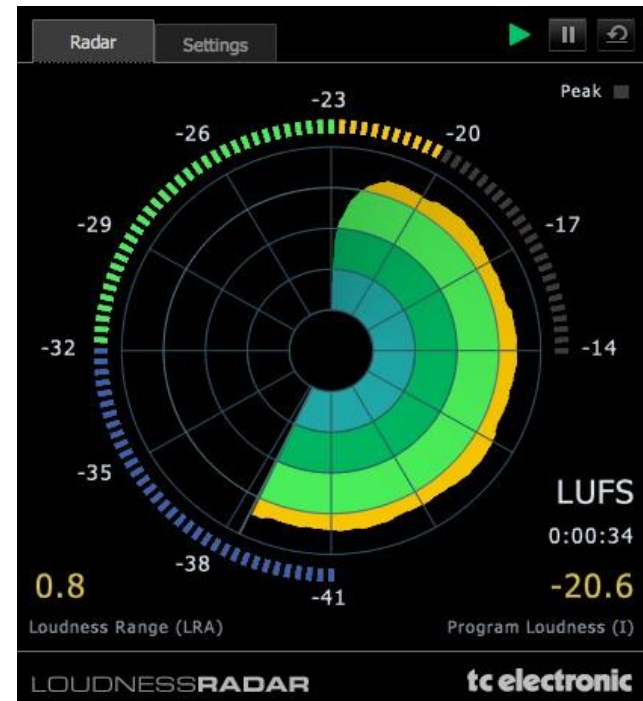 Radar
Settings
Peak
-23
-26
-20
-29
-17
-32
-14
-35
LUFS
0:00:34
-38
0.8
-20.6
-41
Loudness Range (LRA)
Program Loudness (I)
LOUDNESSRADAR
tc electronic